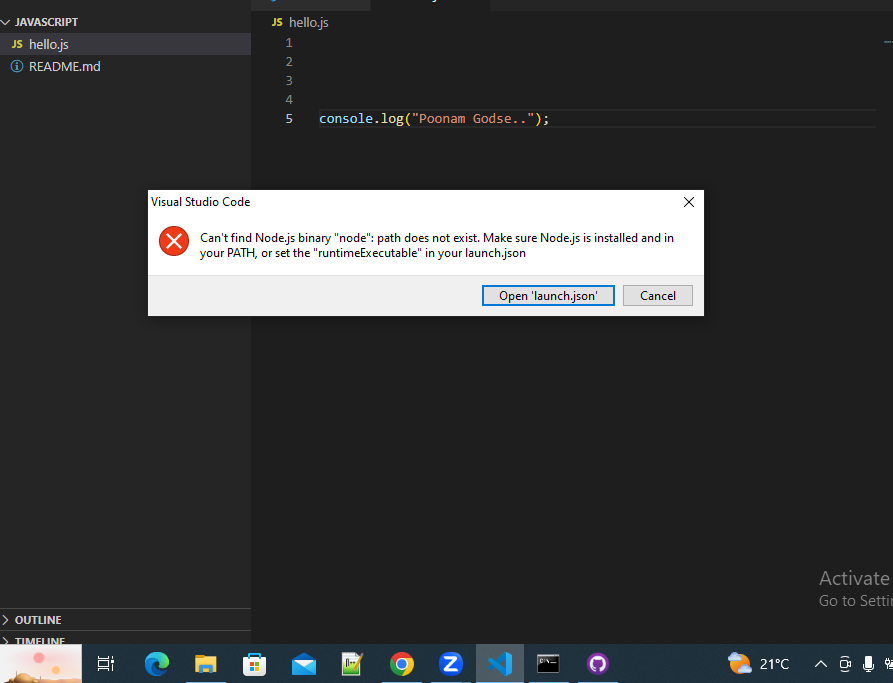 JAVASCRIPT
JS hello.js
README.md
JS hello.js
1
2
3
4
5 console.log("Poonam Godse..");
Visual Studio Code
Can't find Node.js binary "node": path does not exist. Make sure Node.js is installed and in
your PATH, or set the "runtimeExecutable" in your launch.json
Open 'launch.json'
Cancel
Activate
Go to Settin
OUTLINE
TIMELINE
21°C